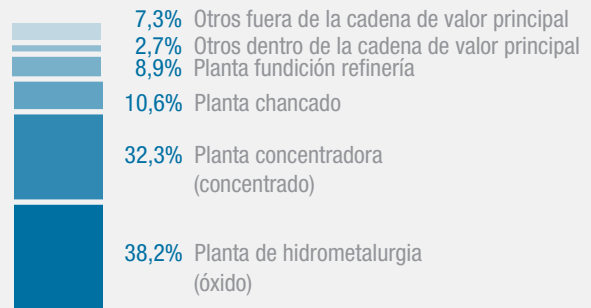 7,3% Otros fuera de la cadena de valor principal
2,7% Otros dentro de la cadena de valor principal
8,9% Planta fundición refinería
10,6% Planta chancado
32,3% Planta concentradora
(concentrado)
38,2% Planta de hidrometalurgia
(óxido)